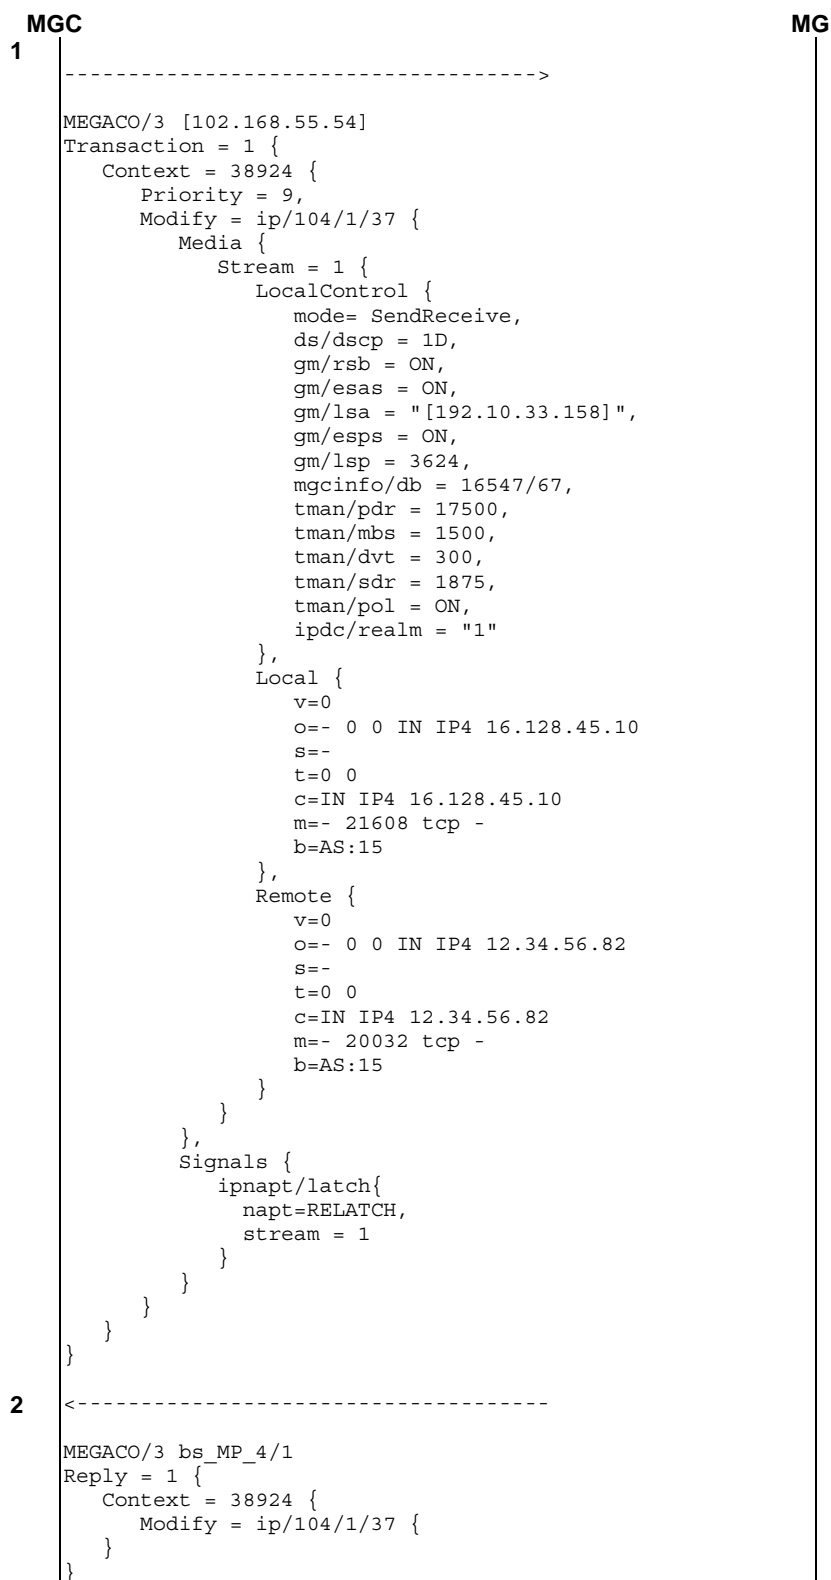 MGC MG
1
------------------------------------->
MEGACO/3 [102.168.55.54]
Transaction = 1 {
   Context = 38924 {
      Priority = 9,
      Modify = ip/104/1/37 {
         Media {
            Stream = 1 {
               LocalControl {
                  mode= SendReceive,
                  ds/dscp = 1D,
                  gm/rsb = ON,
                  gm/esas = ON,
                  gm/lsa = "[192.10.33.158]",
                  gm/esps = ON,
                  gm/lsp = 3624,
                  mgcinfo/db = 16547/67,
                  tman/pdr = 17500,
                  tman/mbs = 1500,
                  tman/dvt = 300,
                  tman/sdr = 1875,
                  tman/pol = ON,
                  ipdc/realm = "1"
               },
               Local {
                  v=0
                  o=- 0 0 IN IP4 16.128.45.10
                  s=-
                  t=0 0
                  c=IN IP4 16.128.45.10
                  m=- 21608 tcp -
                  b=AS:15
               },
               Remote {
                  v=0
                  o=- 0 0 IN IP4 12.34.56.82
                  s=-
                  t=0 0
                  c=IN IP4 12.34.56.82
                  m=- 20032 tcp -
                  b=AS:15
               }
            }
         },
         Signals {
            ipnapt/latch{
              napt=RELATCH,
              stream = 1
            }
         }
      }
   }
}
2 <-------------------------------------
MEGACO/3 bs_MP_4/1
Reply = 1 {
   Context = 38924 {
      Modify = ip/104/1/37 {
   }
}